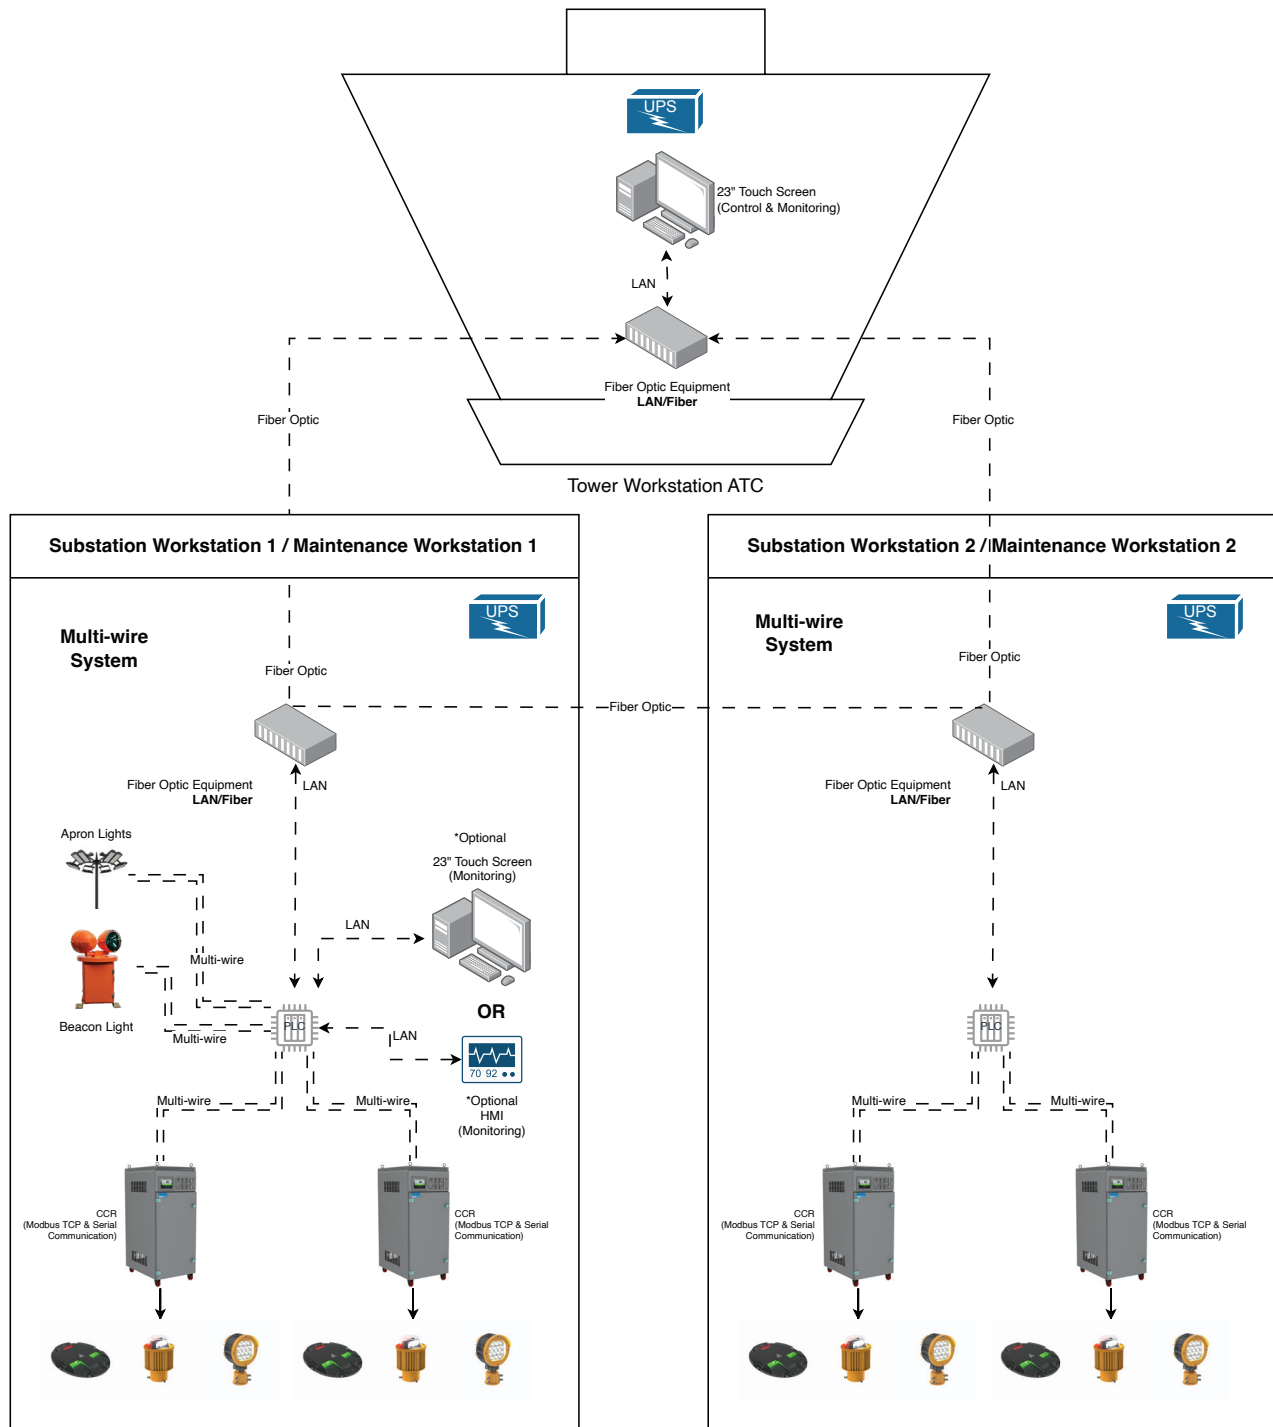 UPS
23" Touch Screen
(Control & Monitoring)
LAN
Fiber Optic Equipment
LAN/Fiber
Fiber Optic
Fiber Optic
Tower Workstation ATC
Substation Workstation 1 / Maintenance Workstation 1
UPS
Multi-wire
System
Fiber Optic
Fiber Optic
Fiber Optic Equipment
LAN/Fiber
LAN
Apron Lights
*Optional
23" Touch Screen
(Monitoring)
LAN
Multi-wire
Beacon Light
Multi-wire
PLC
OR
LAN
70 92
*Optional
HMI
(Monitoring)
Multi-wire
Multi-wire
CCR
(Modbus TCP & Serial
Communication)
CCR
(Modbus TCP & Serial
Communication)
Substation Workstation 2 / Maintenance Workstation 2
UPS
Multi-wire
System
Fiber Optic
Fiber Optic Equipment
LAN/Fiber
LAN
PLC
Multi-wire
Multi-wire
CCR
(Modbus TCP & Serial
Communication)
CCR
(Modbus TCP & Serial
Communication)